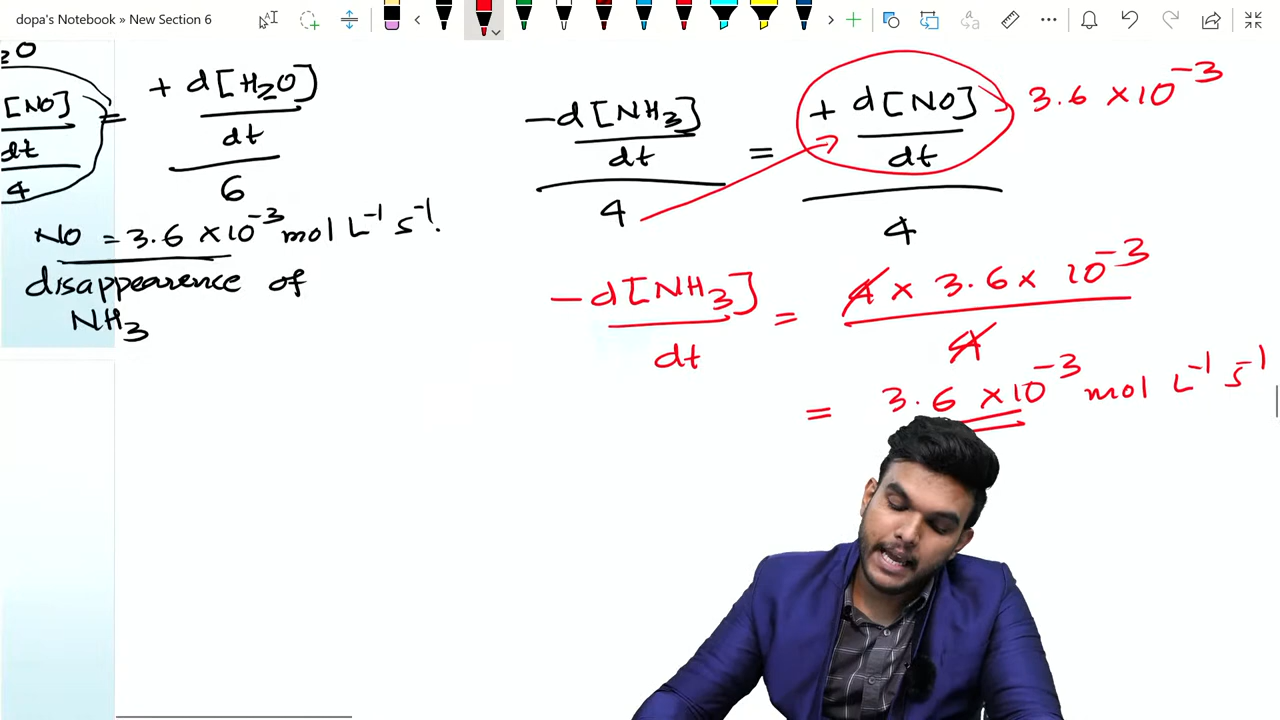 dopa's Notebook » New Section 6
[NO] / dt / 4 = + d[H₂O] / dt / 6
NO = 3.6 × 10⁻³ mol L⁻¹ s⁻¹.
disappearence of
NH₃
-d[NH₃] / dt / 4 = + d[NO] / dt / 4
3.6 × 10⁻³
-d[NH₃] / dt = 4 × 3.6 × 10⁻³ / 4
= 3.6 × 10⁻³ mol L⁻¹ s⁻¹